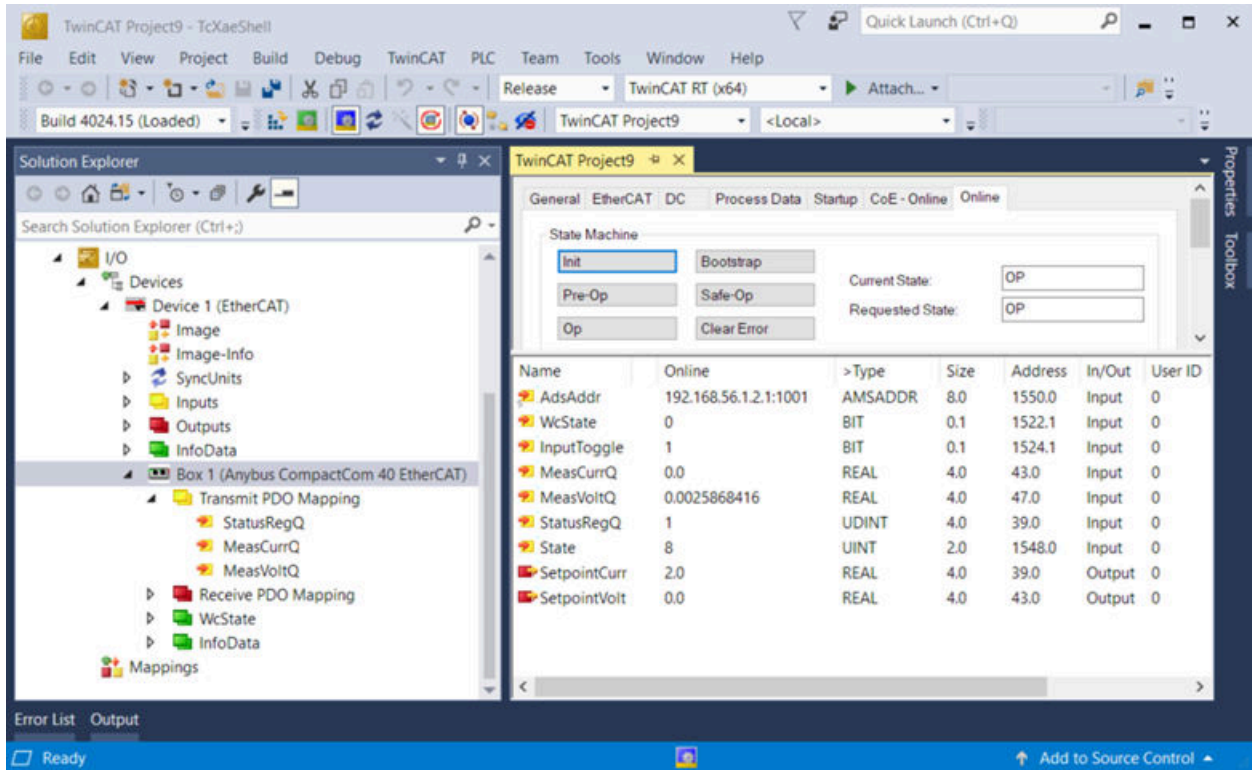 TwinCAT Project9 - TcXaeShell
Quick Launch (Ctrl+Q)
File Edit View Project Build Debug TwinCAT PLC Team Tools Window Help
Release TwinCAT RT (x64) Attach...
Build 4024.15 (Loaded) TwinCAT Project9 <Local>
Solution Explorer
Search Solution Explorer (Ctrl+;)
I/O
Devices
Device 1 (EtherCAT)
Image
Image-Info
SyncUnits
Inputs
Outputs
InfoData
Box 1 (Anybus CompactCom 40 EtherCAT)
Transmit PDO Mapping
StatusRegQ
MeasCurrQ
MeasVoltQ
Receive PDO Mapping
WcState
InfoData
Mappings
TwinCAT Project9
General EtherCAT DC Process Data Startup CoE - Online Online
State Machine
Init Bootstrap
Pre-Op Safe-Op
Op Clear Error
Current State: OP
Requested State: OP
Name Online >Type Size Address In/Out User ID
AdsAddr 192.168.56.1.2.1:1001 AMSADDR 8.0 1550.0 Input 0
WcState 0 BIT 0.1 1522.1 Input 0
InputToggle 1 BIT 0.1 1524.1 Input 0
MeasCurrQ 0.0 REAL 4.0 43.0 Input 0
MeasVoltQ 0.0025868416 REAL 4.0 47.0 Input 0
StatusRegQ 1 UDINT 4.0 39.0 Input 0
State 8 UINT 2.0 1548.0 Input 0
SetpointCurr 2.0 REAL 4.0 39.0 Output 0
SetpointVolt 0.0 REAL 4.0 43.0 Output 0
Properties
Toolbox
Error List Output
Ready
Add to Source Control